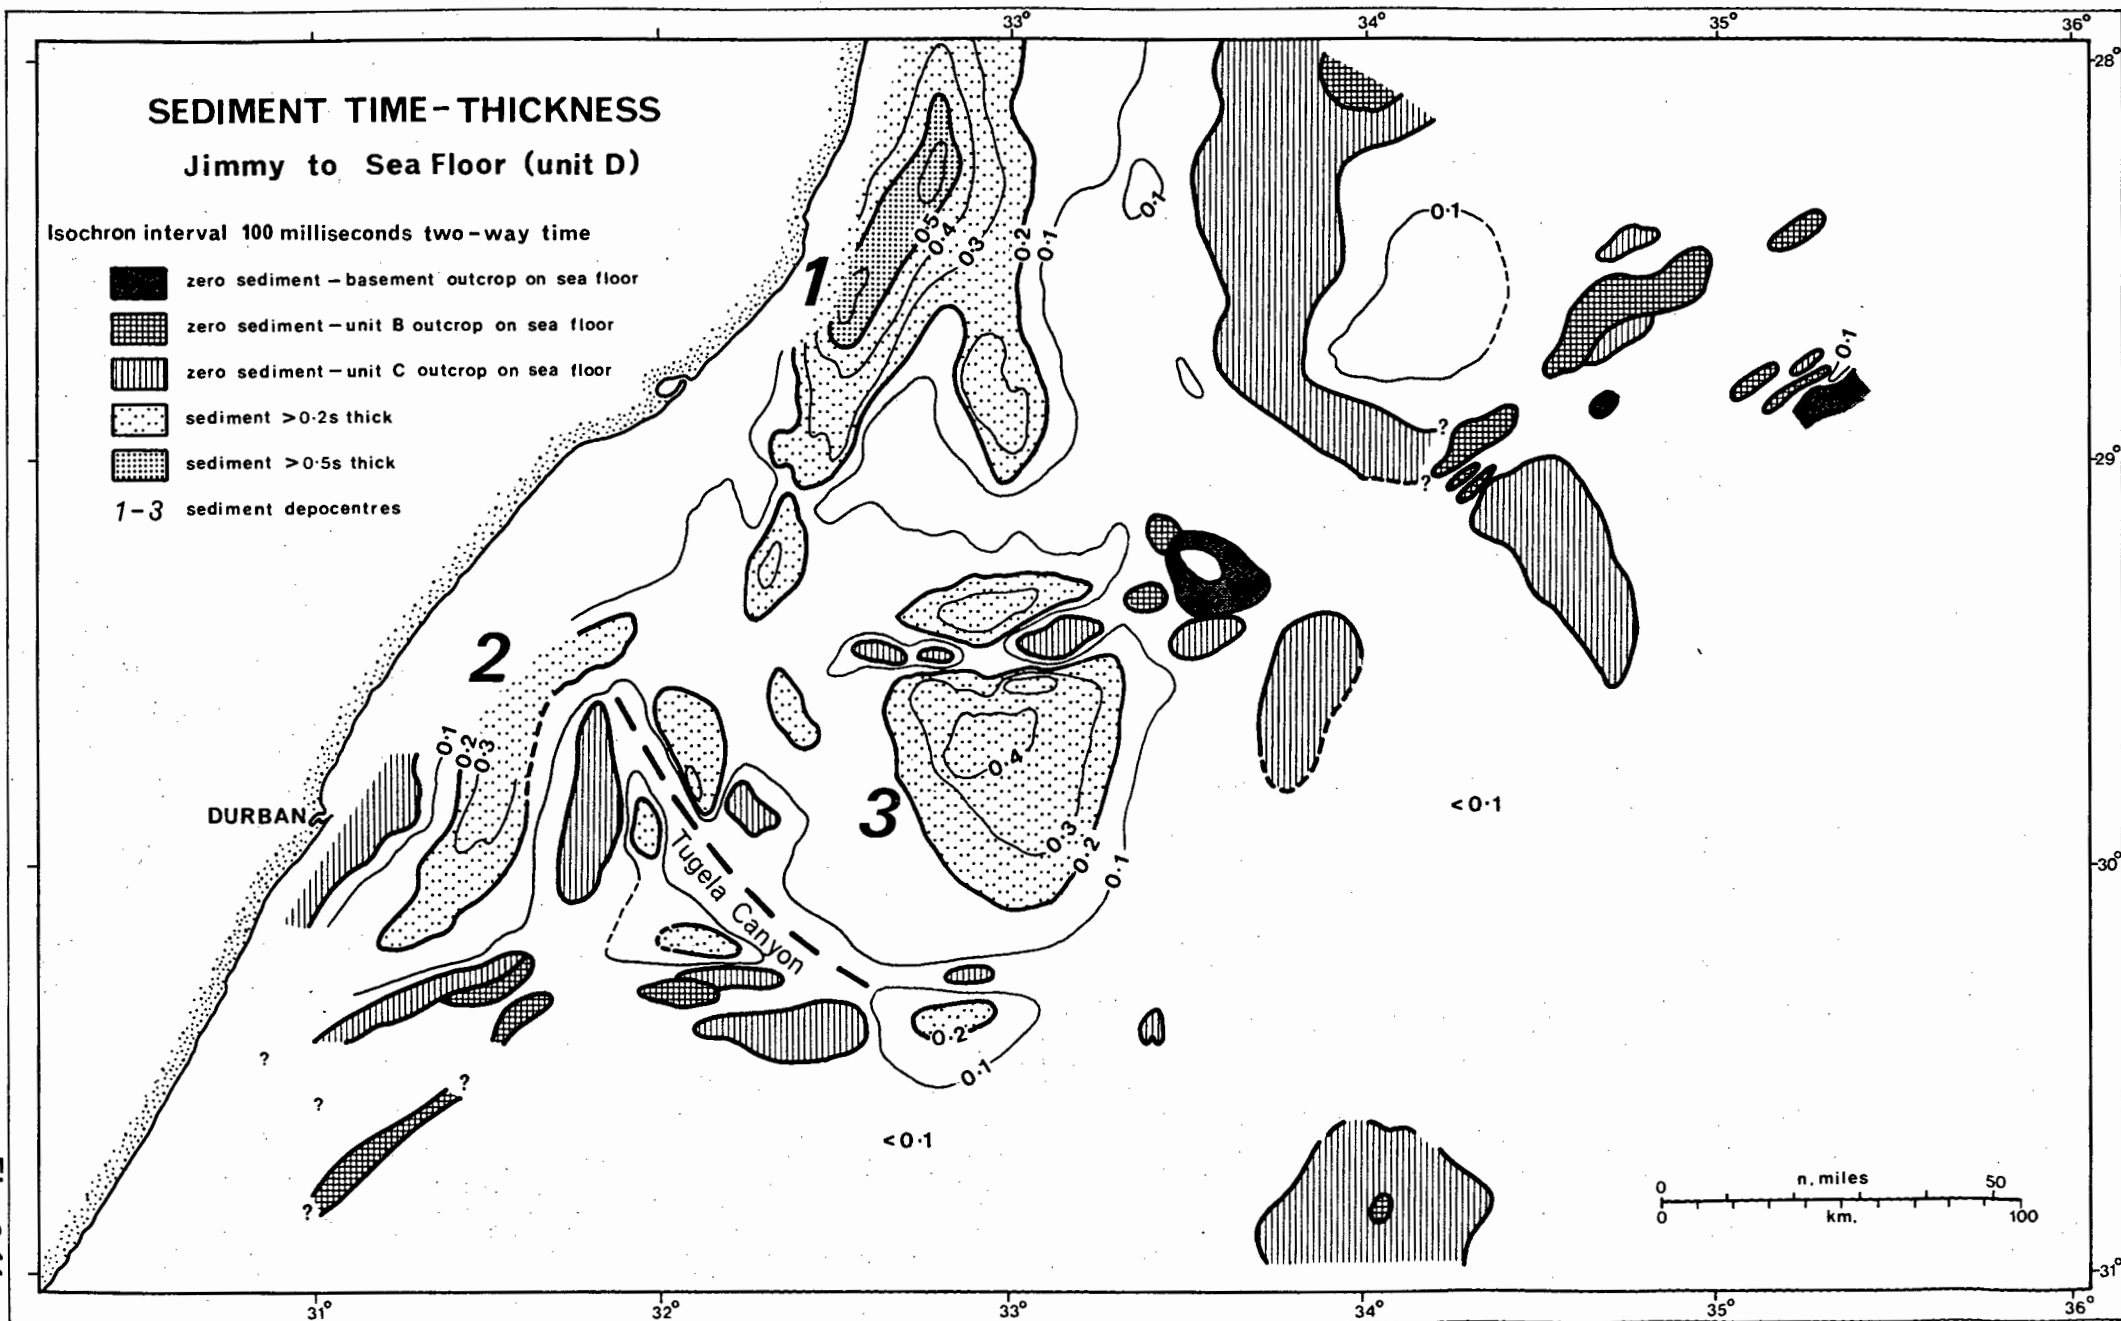 33° 34° 35° 36°
28°
SEDIMENT TIME-THICKNESS
Jimmy to Sea Floor (unit D)
Isochron interval 100 milliseconds two-way time
zero sediment - basement outcrop on sea floor
zero sediment - unit B outcrop on sea floor
zero sediment - unit C outcrop on sea floor
sediment >0·2s thick
sediment >0·5s thick
1-3 sediment depocentres
0·1
0·1
0·5
0·4
0·3
0·2
0·1
1
0·1
?
29°
?
2
0·1
0·2
0·3
0·4
DURBAN
3
<0·1
0·3
0·2
0·1
30°
Tugela Canyon
0·2
0·1
?
?
?
<0·1
?
0 n. miles 50
0 km. 100
31°
31° 32° 33° 34° 35° 36°